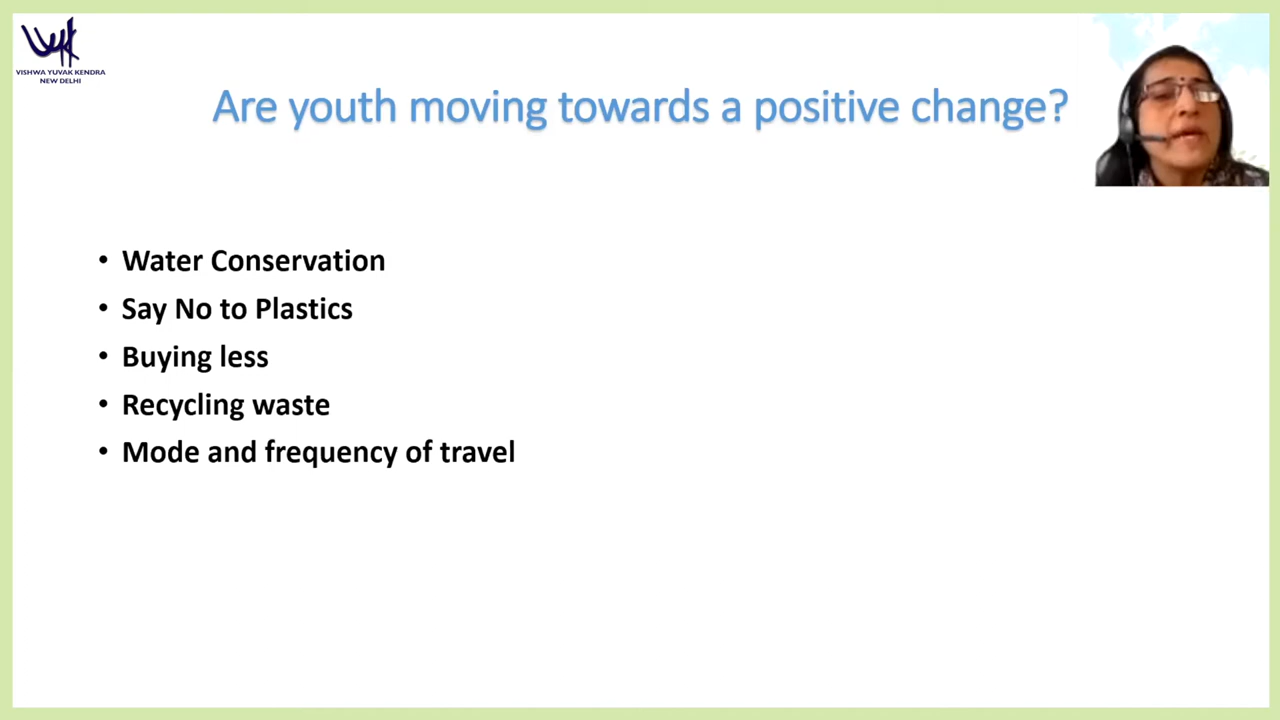 VISHWA YUVAK KENDRA
NEW DELHI
Are youth moving towards a positive change?
• Water Conservation
• Say No to Plastics
• Buying less
• Recycling waste
• Mode and frequency of travel